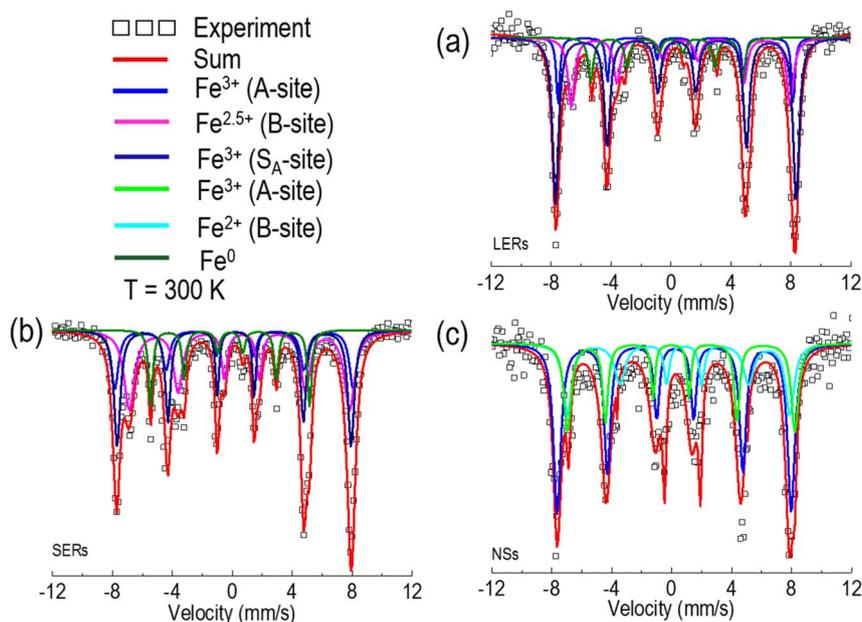 Experiment
Sum
Fe³⁺ (A-site)
Fe²·⁵⁺ (B-site)
Fe³⁺ (S_A-site)
Fe³⁺ (A-site)
Fe²⁺ (B-site)
Fe⁰
T = 300 K
(a)
LERs
-12 -8 -4 0 4 8 12
Velocity (mm/s)
(b)
SERs
-12 -8 -4 0 4 8 12
Velocity (mm/s)
(c)
NSs
-12 -8 -4 0 4 8 12
Velocity (mm/s)